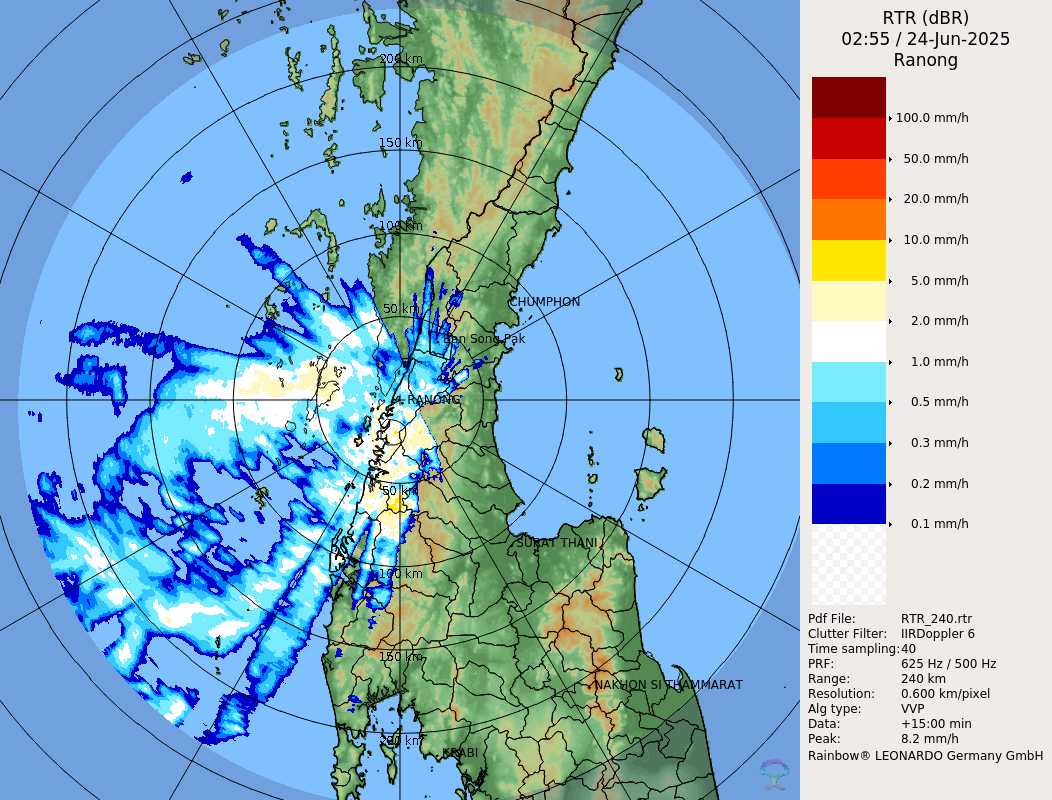 RTR (dBR)
02:55 / 24-Jun-2025
Ranong
100.0 mm/h
50.0 mm/h
20.0 mm/h
10.0 mm/h
5.0 mm/h
2.0 mm/h
1.0 mm/h
0.5 mm/h
0.3 mm/h
0.2 mm/h
0.1 mm/h
Pdf File: RTR_240.rtr
Clutter Filter: IIRDoppler 6
Time sampling:40
PRF: 625 Hz / 500 Hz
Range: 240 km
Resolution: 0.600 km/pixel
Alg type: VVP
Data: +15:00 min
Peak: 8.2 mm/h
Rainbow® LEONARDO Germany GmbH
200 km
150 km
100 km
50 km
CHUMPHON
Ban Song Pak
RANONG
50 km
SURAT THANI
100 km
150 km
NAKHON SI THAMMARAT
200 km
KRABI